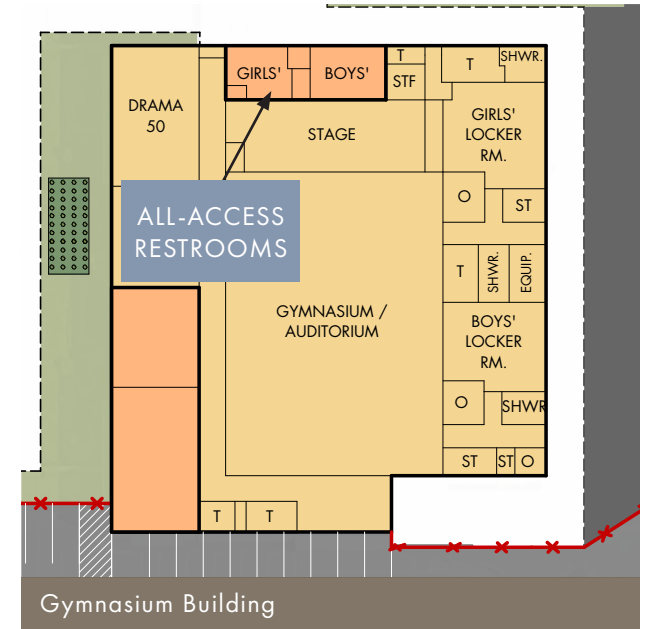 T
STF
T
SHWR.
GIRLS'
BOYS'
DRAMA
50
STAGE
GIRLS'
LOCKER
RM.
O
ST
ALL-ACCESS
RESTROOMS
T
SHWR.
EQUIP.
GYMNASIUM /
AUDITORIUM
BOYS'
LOCKER
RM.
O
SHWR
ST
ST
O
T
T
Gymnasium Building